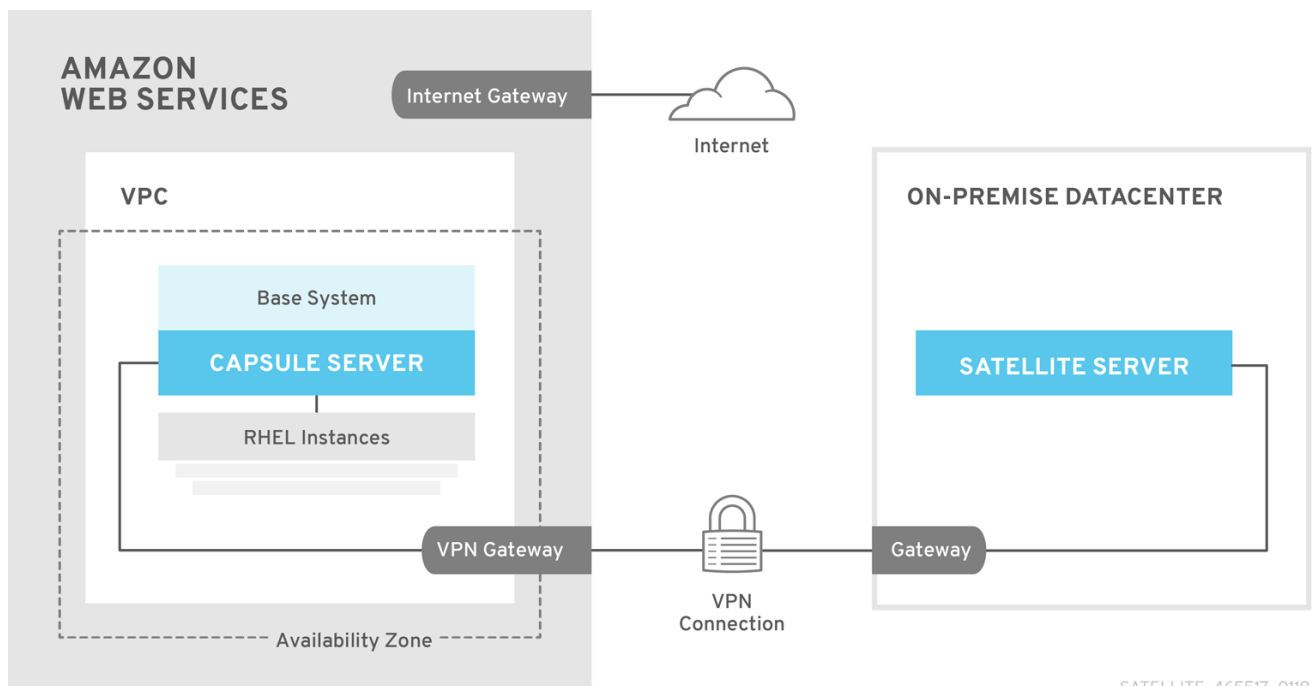 AMAZON
WEB SERVICES
Internet Gateway
Internet
VPC
ON-PREMISE DATACENTER
Base System
CAPSULE SERVER
SATELLITE SERVER
RHEL Instances
VPN Gateway
Gateway
VPN
Connection
Availability Zone
SATELLITE_465517_0118